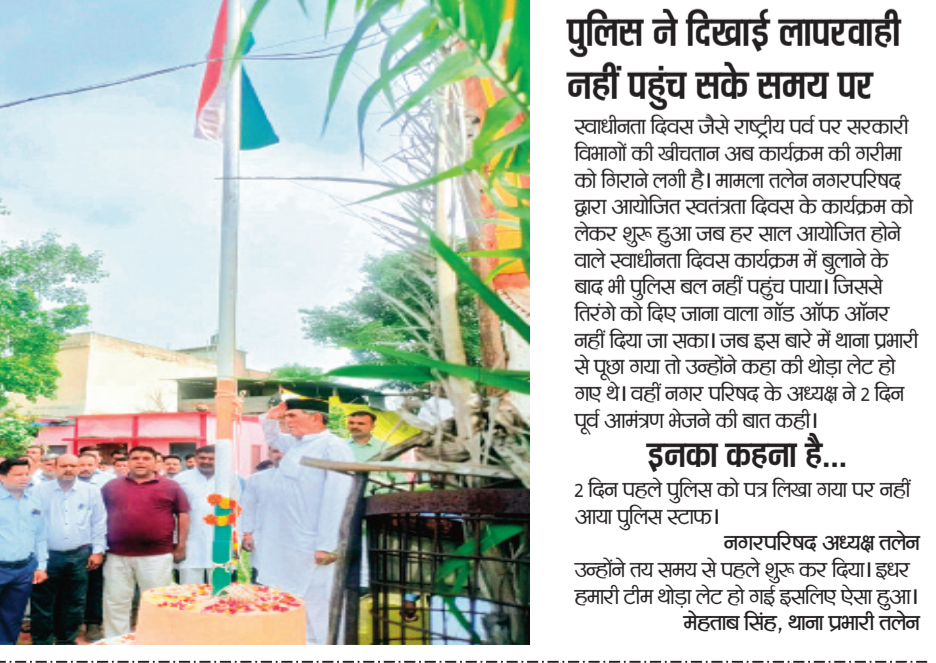 पुलिस ने दिखाई लापरवाही
नहीं पहुंच सके समय पर
स्वाधीनता दिवस जैसे राष्ट्रीय पर्व पर सरकारी
विभागों की खीचतान अब कार्यक्रम की गरीमा
को गिराने लगी है। मामला तलेन नगरपरिषद
द्वारा आयोजित स्वतंत्रता दिवस के कार्यक्रम को
लेकर शुरू हुआ जब हर साल आयोजित होने
वाले स्वाधीनता दिवस कार्यक्रम में बुलाने के
बाद भी पुलिस बल नहीं पहुंच पाया। जिससे
तिरंगे को दिए जाना वाला गॉड ऑफ ऑनर
नहीं दिया जा सका। जब इस बारे में थाना प्रभारी
से पूछा गया तो उन्होंने कहा की थोड़ा लेट हो
गए थे। वहीं नगर परिषद के अध्यक्ष ने 2 दिन
पूर्व आमंत्रण भेजने की बात कही।
इनका कहना है...
2 दिन पहले पुलिस को पत्र लिखा गया पर नहीं
आया पुलिस स्टाफ।
नगरपरिषद अध्यक्ष तलेन
उन्होंने तय समय से पहले शुरू कर दिया। इधर
हमारी टीम थोड़ा लेट हो गई इसलिए ऐसा हुआ।
मेहताब सिंह, थाना प्रभारी तलेन